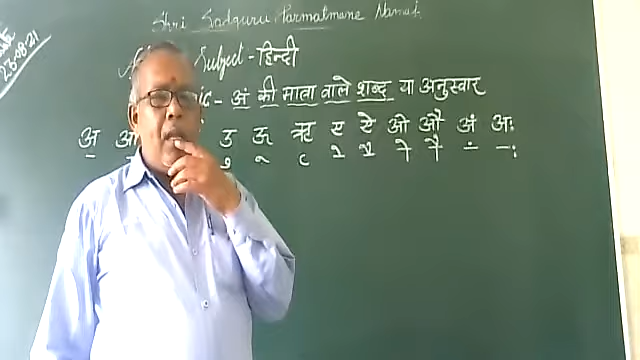 Shri Sadguru Parmatmane Namah
23-08-21
Subject - हिन्दी
- अं की मात्रा वाले शब्द या अनुस्वार
अ आ उ ऊ ऋ ए ऐ ओ औ अं अः